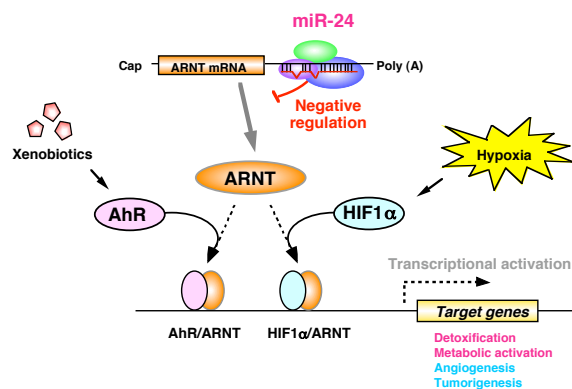 miR-24
Cap
ARNT mRNA
Poly (A)
Negative
regulation
Xenobiotics
Hypoxia
ARNT
AhR
HIF1α
Transcriptional activation
Target genes
AhR/ARNT
HIF1α/ARNT
Detoxification
Metabolic activation
Angiogenesis
Tumorigenesis